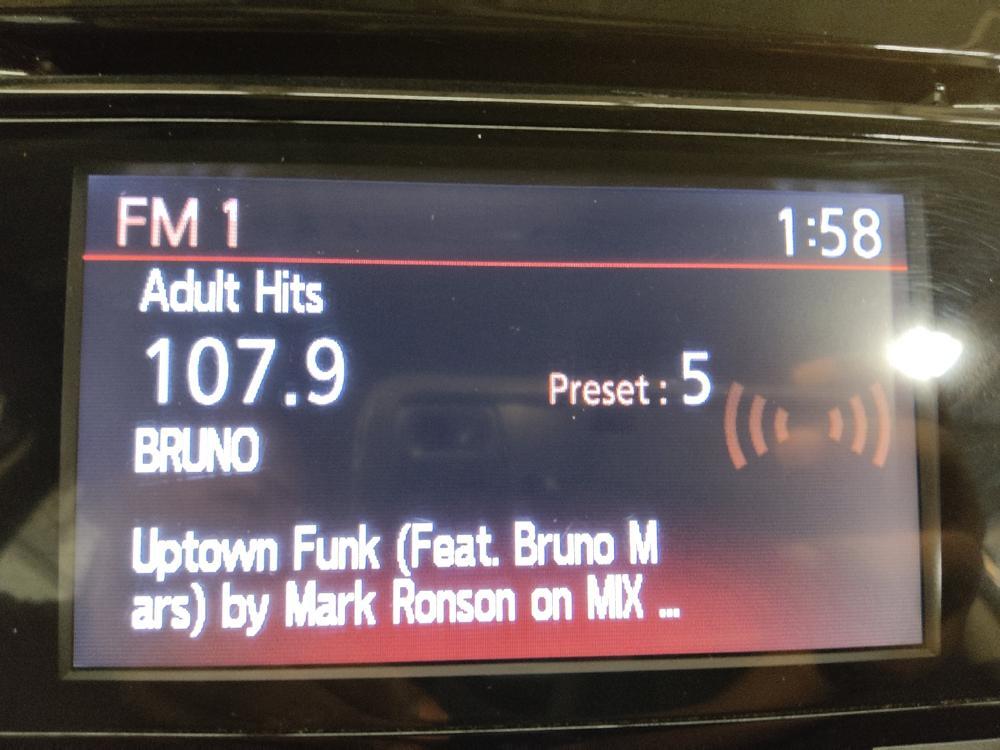 FM 1
1:58
Adult Hits
107.9
Preset : 5
BRUNO
Uptown Funk (Feat. Bruno M
ars) by Mark Ronson on MIX ...